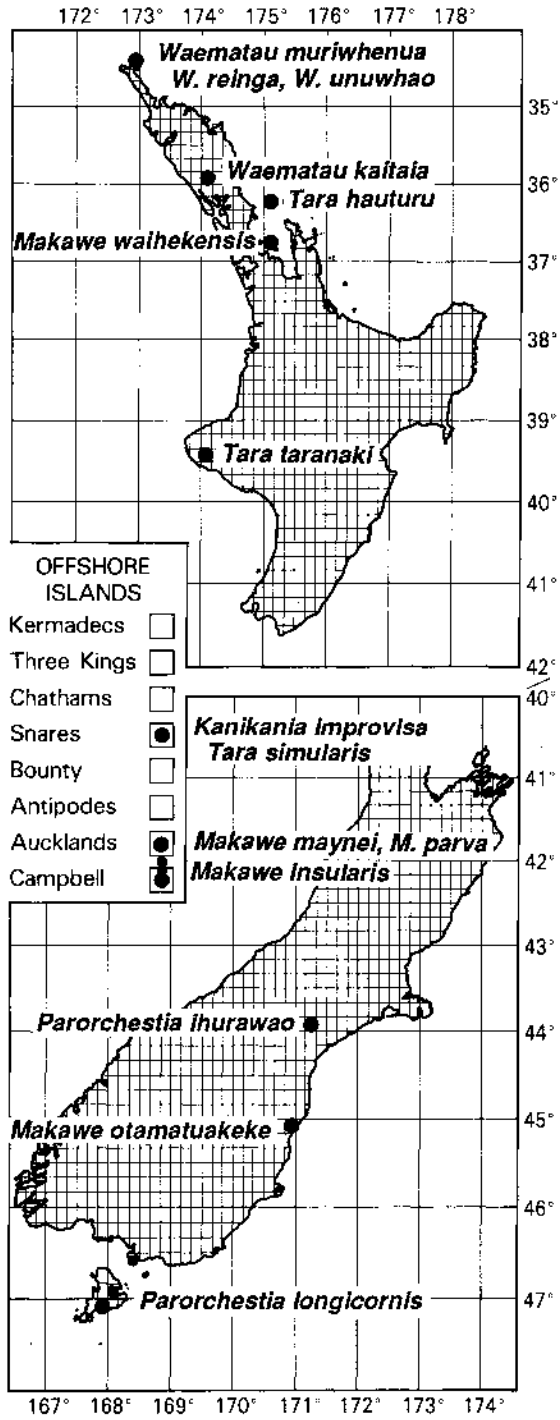 172° 173° 174° 175° 176° 177° 178°
Waematau muriwhenua
W. reinga, W. unuwhao
35°
Waematau kaitaia
36°
Tara hauturu
Makawe waihekensis
37°
38°
39°
Tara taranaki
40°
41°
42°
OFFSHORE
ISLANDS
Kermadecs
Three Kings
Chathams
Snares
Bounty
Antipodes
Aucklands
Campbell
40°
Kanikania improvisa
Tara simularis
41°
Makawe maynei, M. parva
42°
Makawe insularis
43°
Parorchestia ihurawao
44°
Makawe otamatuakeke
45°
46°
Parorchestia longicornis
47°
167° 168° 169° 170° 171° 172° 173° 174°